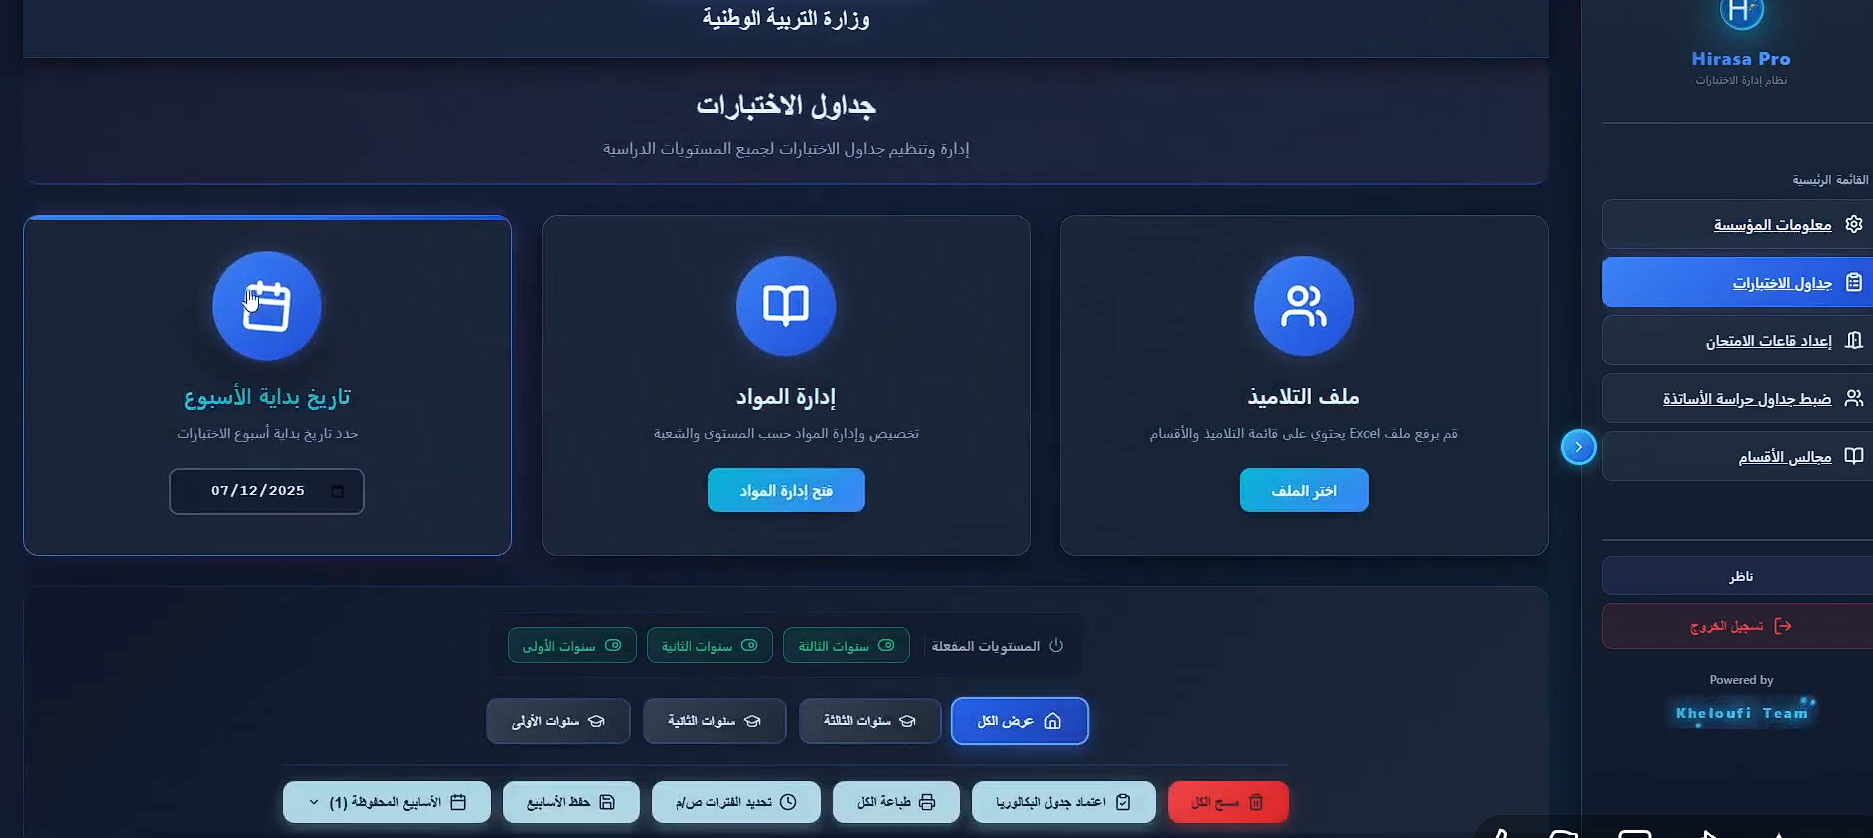 وزارة التربية الوطنية
جداول الاختبارات
إدارة وتنظيم جداول الاختبارات لجميع المستويات الدراسية
ملف التلاميذ
قم برفع ملف Excel يحتوي على قائمة التلاميذ والأقسام
اختر الملف
إدارة المواد
تخصيص وإدارة المواد حسب المستوى والشعبة
فتح إدارة المواد
تاريخ بداية الأسبوع
حدد تاريخ بداية أسبوع الاختبارات
07/12/2025
المستويات المفعلة
سنوات الثالثة
سنوات الثانية
سنوات الأولى
عرض الكل
سنوات الثالثة
سنوات الثانية
سنوات الأولى
مسح الكل
اعتماد جدول البكالوريا
طباعة الكل
تحديد الفترات ص/م
حفظ الأسابيع
الأسابيع المحفوظة (1)
H
Hirasa Pro
نظام إدارة الاختبارات
القائمة الرئيسية
معلومات المؤسسة
جداول الاختبارات
إعداد قاعات الامتحان
ضبط جداول حراسة الأساتذة
مجالس الأقسام
ناظر
تسجيل الخروج
Powered by
Kheloufi Team